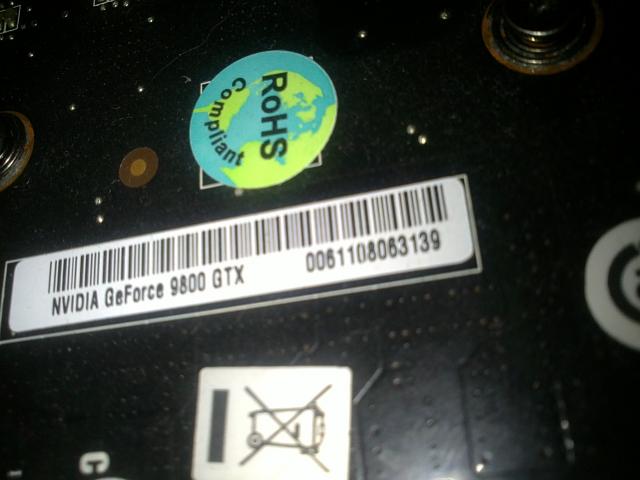 RoHS
Compliant
NVIDIA GeForce 9800 GTX 0061108063139
C